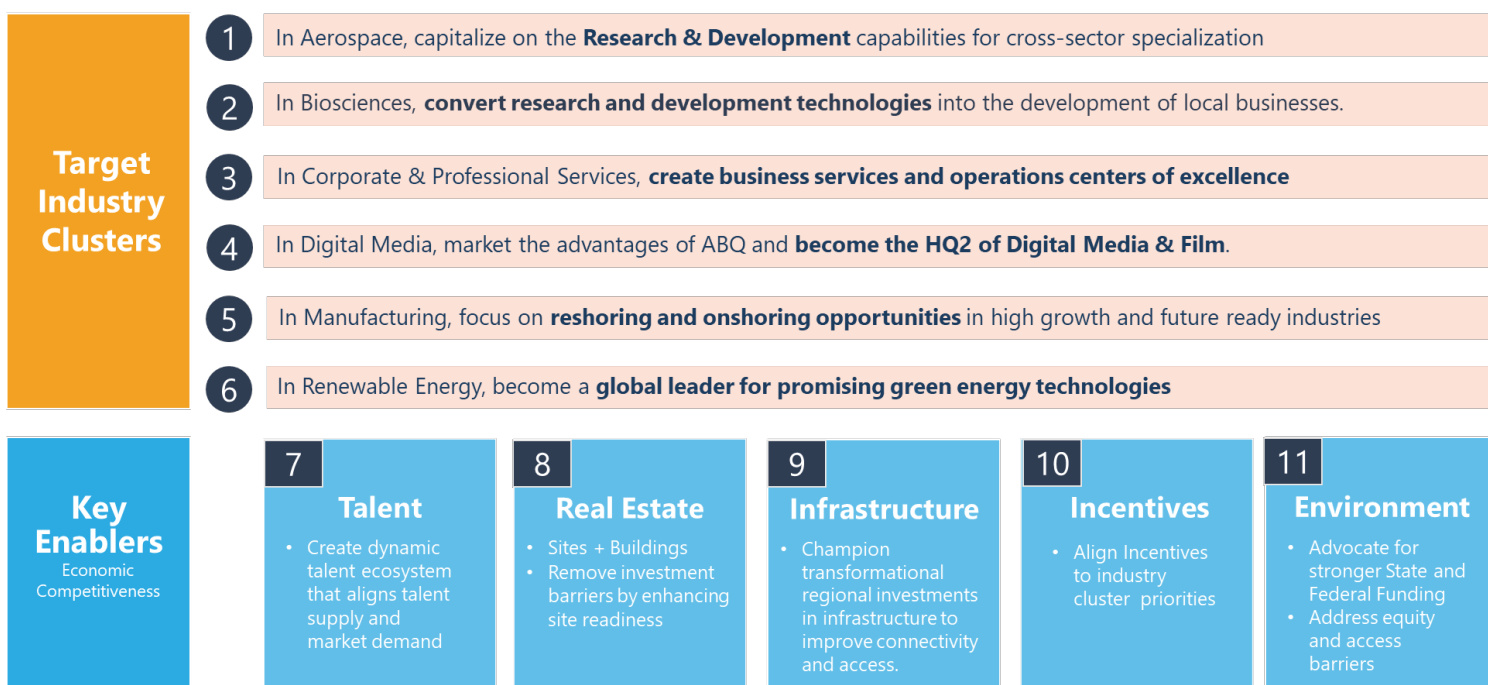 Target
Industry
Clusters
1
In Aerospace, capitalize on the Research & Development capabilities for cross-sector specialization
2
In Biosciences, convert research and development technologies into the development of local businesses.
3
In Corporate & Professional Services, create business services and operations centers of excellence
4
In Digital Media, market the advantages of ABQ and become the HQ2 of Digital Media & Film.
5
In Manufacturing, focus on reshoring and onshoring opportunities in high growth and future ready industries
6
In Renewable Energy, become a global leader for promising green energy technologies
Key
Enablers
Economic
Competitiveness
7
Talent
• Create dynamic
talent ecosystem
that aligns talent
supply and
market demand
8
Real Estate
• Sites + Buildings
• Remove investment
barriers by enhancing
site readiness
9
Infrastructure
• Champion
transformational
regional investments
in infrastructure to
improve connectivity
and access.
10
Incentives
• Align Incentives
to industry
cluster priorities
11
Environment
• Advocate for
stronger State and
Federal Funding
• Address equity
and access
barriers